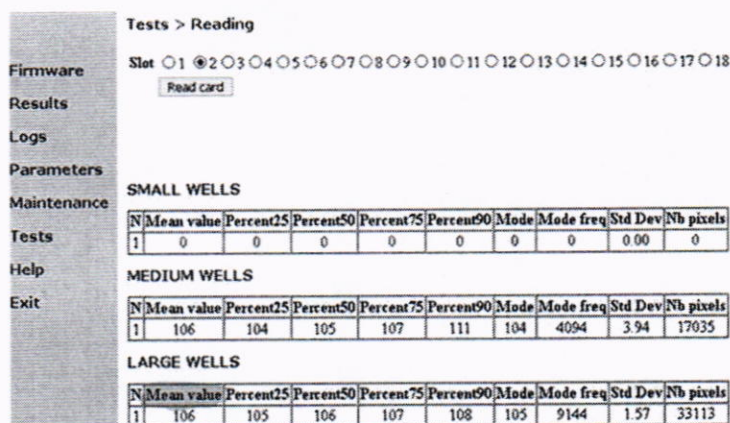 Tests > Reading
Slot 1 2 3 4 5 6 7 8 9 10 11 12 13 14 15 16 17 18
Read card
Firmware
Results
Logs
Parameters
Maintenance
Tests
Help
Exit
SMALL WELLS
N Mean value Percent25 Percent50 Percent75 Percent90 Mode Mode freq Std Dev Nb pixels
1 0 0 0 0 0 0 0 0.00 0
MEDIUM WELLS
N Mean value Percent25 Percent50 Percent75 Percent90 Mode Mode freq Std Dev Nb pixels
1 106 104 105 107 111 104 4094 3.94 17035
LARGE WELLS
N Mean value Percent25 Percent50 Percent75 Percent90 Mode Mode freq Std Dev Nb pixels
1 106 105 106 107 108 105 9144 1.57 33113